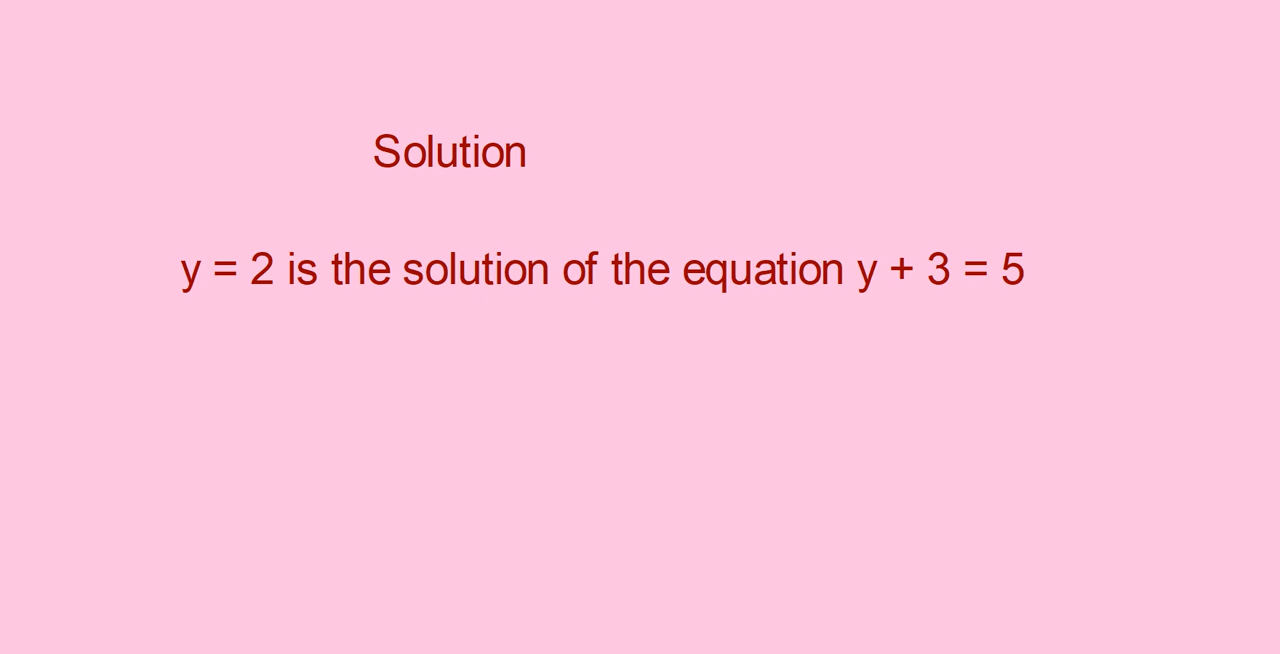 Solution
y = 2 is the solution of the equation y + 3 = 5